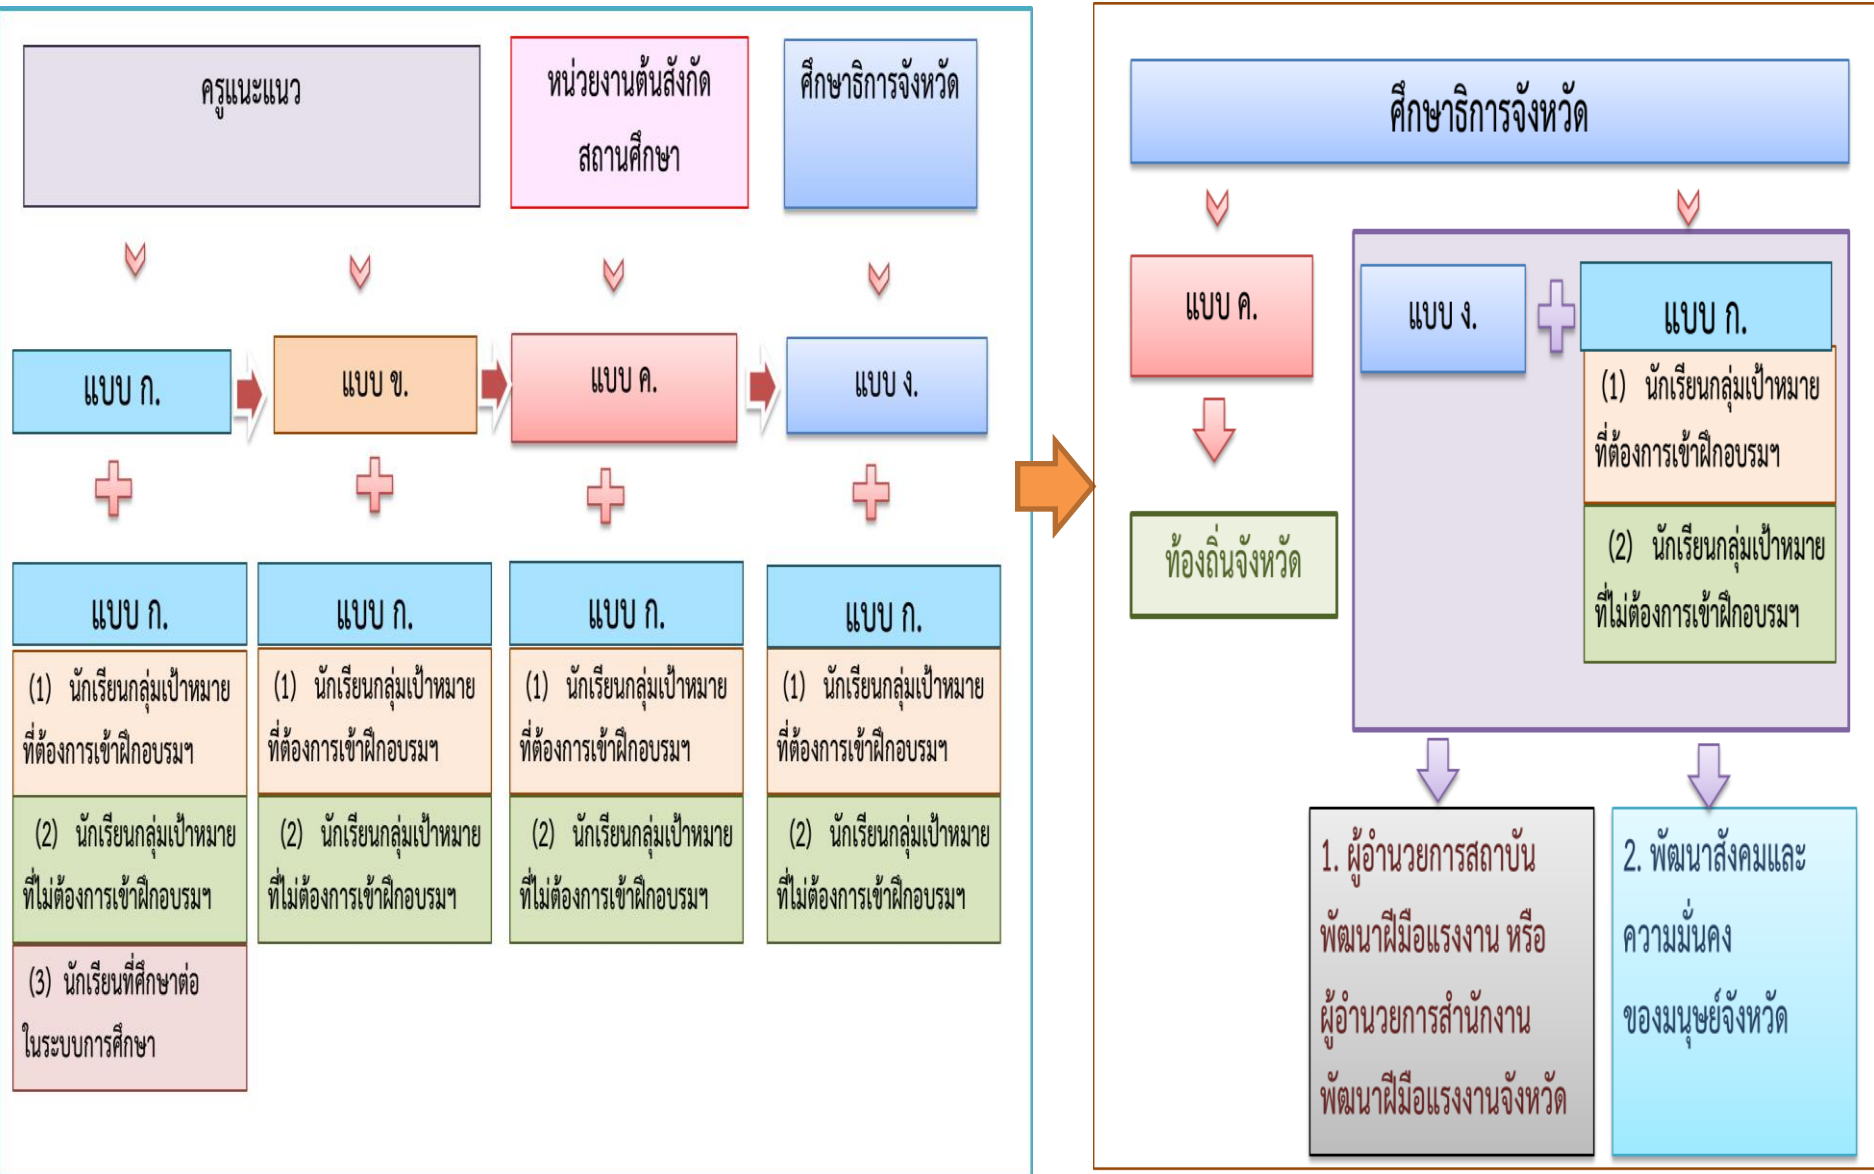 ครูแนะแนว
หน่วยงานต้นสังกัด
สถานศึกษา
ศึกษาธิการจังหวัด
แบบ ก.
แบบ ข.
แบบ ค.
แบบ ง.
แบบ ก.
(1) นักเรียนกลุ่มเป้าหมาย
ที่ต้องการเข้าฝึกอบรมฯ
(2) นักเรียนกลุ่มเป้าหมาย
ที่ไม่ต้องการเข้าฝึกอบรมฯ
(3) นักเรียนที่ศึกษาต่อ
ในระบบการศึกษา
แบบ ก.
(1) นักเรียนกลุ่มเป้าหมาย
ที่ต้องการเข้าฝึกอบรมฯ
(2) นักเรียนกลุ่มเป้าหมาย
ที่ไม่ต้องการเข้าฝึกอบรมฯ
แบบ ก.
(1) นักเรียนกลุ่มเป้าหมาย
ที่ต้องการเข้าฝึกอบรมฯ
(2) นักเรียนกลุ่มเป้าหมาย
ที่ไม่ต้องการเข้าฝึกอบรมฯ
แบบ ก.
(1) นักเรียนกลุ่มเป้าหมาย
ที่ต้องการเข้าฝึกอบรมฯ
(2) นักเรียนกลุ่มเป้าหมาย
ที่ไม่ต้องการเข้าฝึกอบรมฯ
ศึกษาธิการจังหวัด
แบบ ค.
ท้องถิ่นจังหวัด
แบบ ง.
แบบ ก.
(1) นักเรียนกลุ่มเป้าหมาย
ที่ต้องการเข้าฝึกอบรมฯ
(2) นักเรียนกลุ่มเป้าหมาย
ที่ไม่ต้องการเข้าฝึกอบรมฯ
1. ผู้อำนวยการสถาบัน
พัฒนาฝีมือแรงงาน หรือ
ผู้อำนวยการสำนักงาน
พัฒนาฝีมือแรงงานจังหวัด
2. พัฒนาสังคมและ
ความมั่นคง
ของมนุษย์จังหวัด